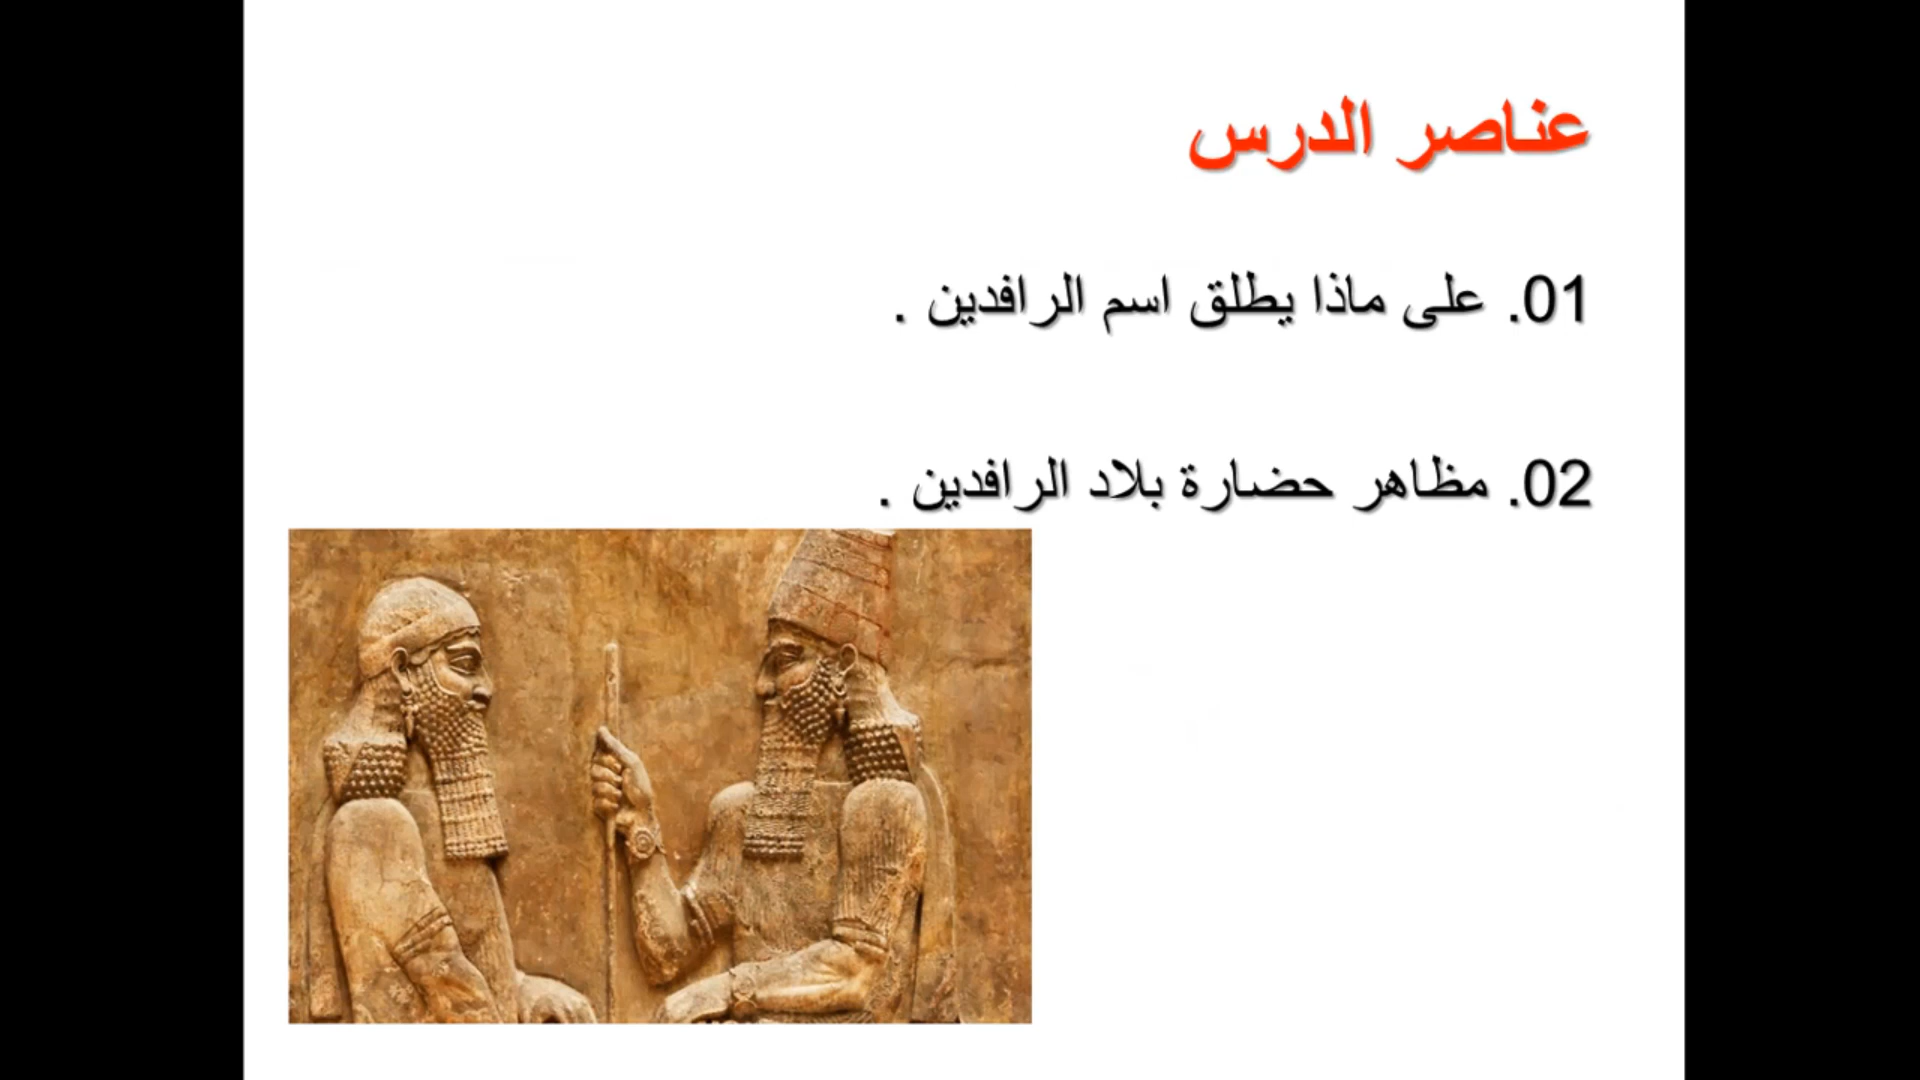 عناصر الدرس
01. على ماذا يطلق اسم الرافدين .
02. مظاهر حضارة بلاد الرافدين .